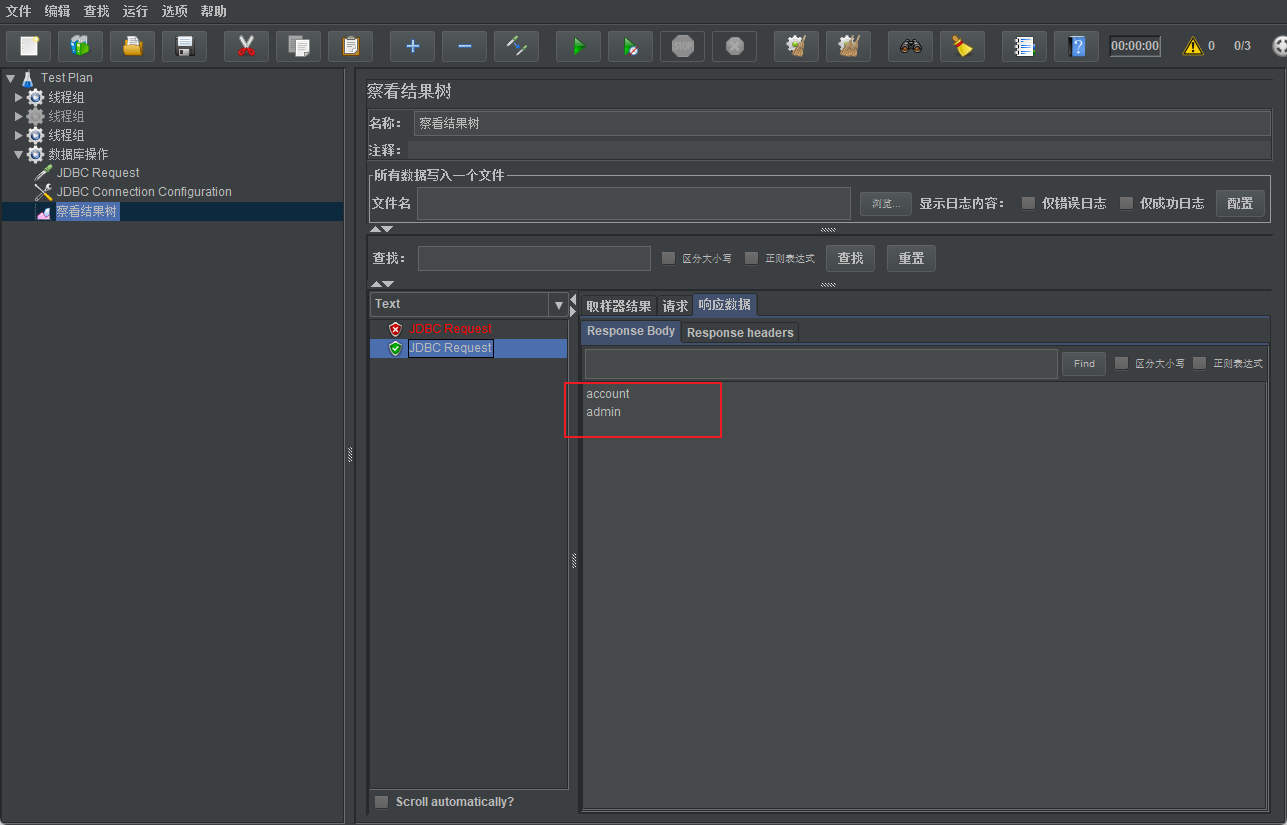 文件 编辑 查找 运行 选项 帮助
STOP 00:00:00 0 0/3
Test Plan
线程组
线程组
线程组
数据库操作
JDBC Request
JDBC Connection Configuration
察看结果树
察看结果树
名称： 察看结果树
注释：
所有数据写入一个文件
文件名 浏览... 显示日志内容： 仅错误日志 仅成功日志 配置
查找： 区分大小写 正则表达式 查找 重置
Text
JDBC Request
JDBC Request
Scroll automatically?
取样器结果 请求 响应数据
Response Body Response headers
Find 区分大小写 正则表达式
account
admin